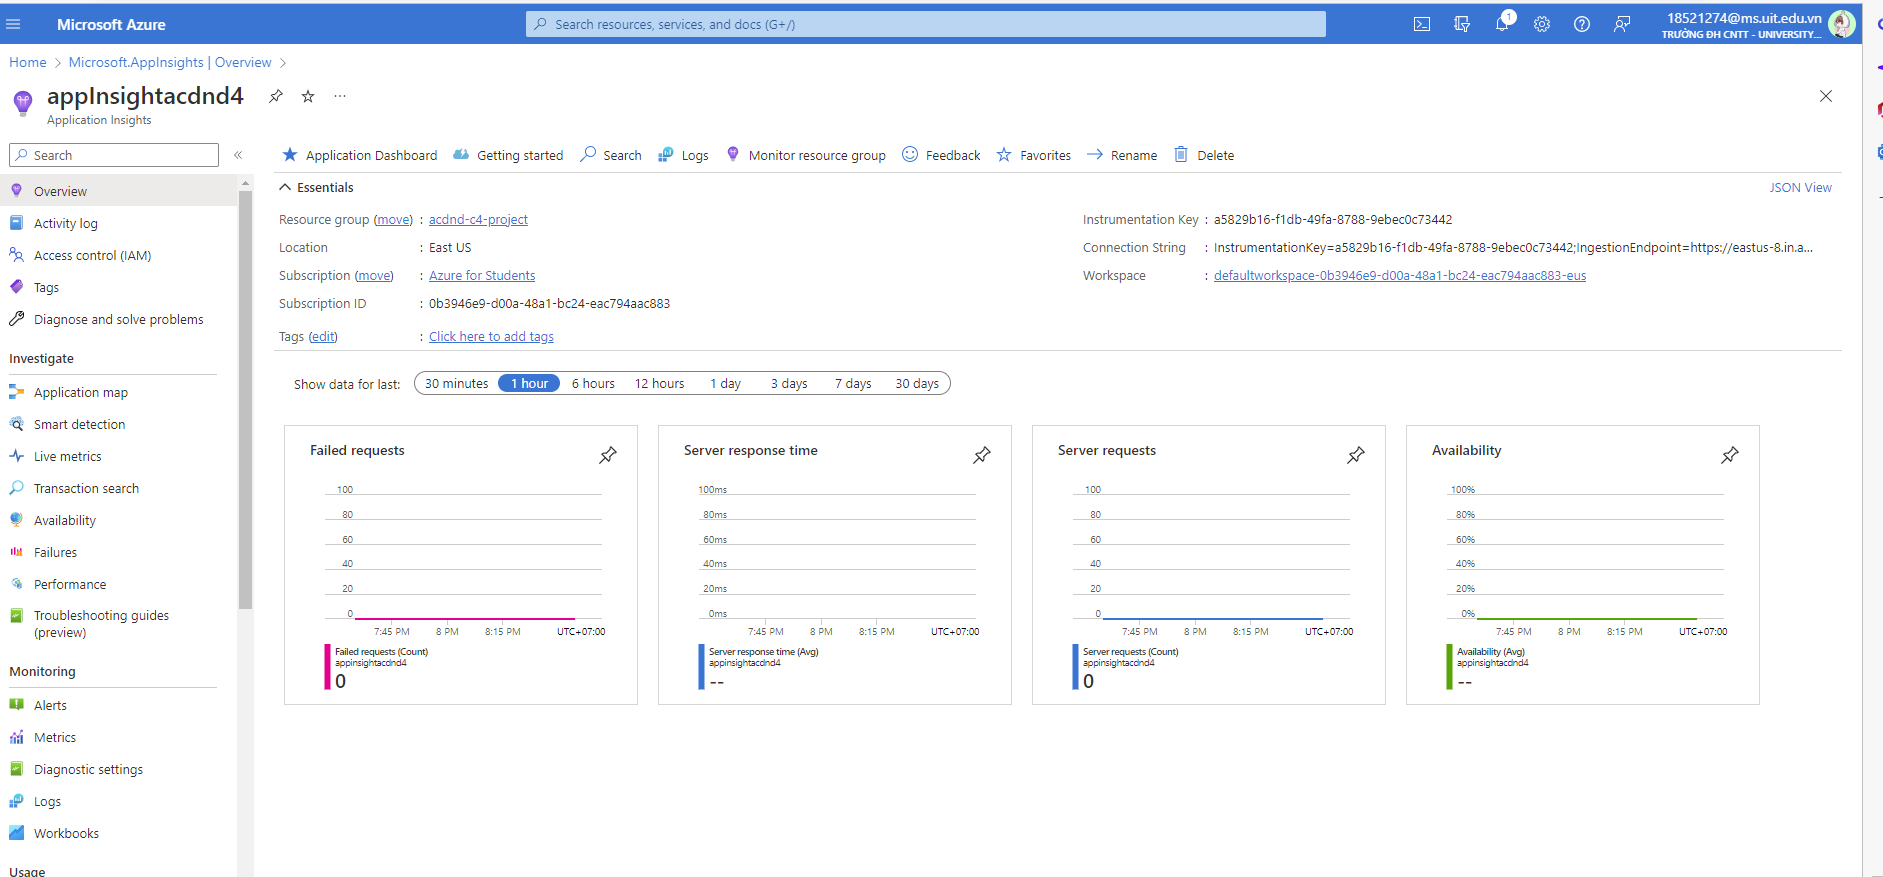 Microsoft Azure
Search resources, services, and docs (G+/)
1
18521274@ms.uit.edu.vn
TRƯỜNG ĐH CNTT - UNIVERSITY...
Home > Microsoft.AppInsights | Overview >
appInsightacdnd4
Application Insights
Search
Application Dashboard Getting started Search Logs Monitor resource group Feedback Favorites Rename Delete
Overview
Activity log
Access control (IAM)
Tags
Diagnose and solve problems
Investigate
Application map
Smart detection
Live metrics
Transaction search
Availability
Failures
Performance
Troubleshooting guides
(preview)
Monitoring
Alerts
Metrics
Diagnostic settings
Logs
Workbooks
Usage
Essentials
JSON View
Resource group (move) : acdnd-c4-project
Location : East US
Subscription (move) : Azure for Students
Subscription ID : 0b3946e9-d00a-48a1-bc24-eac794aac883
Tags (edit) : Click here to add tags
Instrumentation Key : a5829b16-f1db-49fa-8788-9ebec0c73442
Connection String : InstrumentationKey=a5829b16-f1db-49fa-8788-9ebec0c73442;IngestionEndpoint=https://eastus-8.in.a...
Workspace : defaultworkspace-0b3946e9-d00a-48a1-bc24-eac794aac883-eus
Show data for last: 30 minutes 1 hour 6 hours 12 hours 1 day 3 days 7 days 30 days
Failed requests
100
80
60
40
20
0
7:45 PM 8 PM 8:15 PM UTC+07:00
Failed requests (Count)
appinsightacdnd4
0
Server response time
100ms
80ms
60ms
40ms
20ms
0ms
7:45 PM 8 PM 8:15 PM UTC+07:00
Server response time (Avg)
appinsightacdnd4
--
Server requests
100
80
60
40
20
0
7:45 PM 8 PM 8:15 PM UTC+07:00
Server requests (Count)
appinsightacdnd4
0
Availability
100%
80%
60%
40%
20%
0%
7:45 PM 8 PM 8:15 PM UTC+07:00
Availability (Avg)
appinsightacdnd4
--